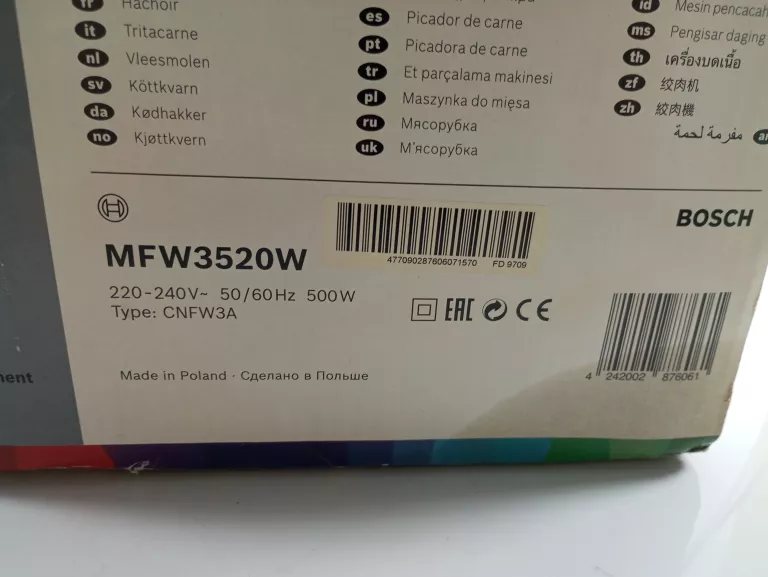 fr Hachoir
it Tritacarne
nl Vleesmolen
sv Köttkvarn
da Kødhakker
no Kjøttkvern
es Picador de carne
pt Picadora de carne
tr Et parçalama makinesi
pl Maszynka do mięsa
ru Мясорубка
uk М'ясорубка
id Mesin pencacah
ms Pengisar daging
th เครื่องบดเนื้อ
zf 绞肉机
zh 絞肉機
ar مفرمة لحمة
BOSCH
MFW3520W
477090287606071570 FD 9709
220-240V~ 50/60Hz 500W
Type: CNFW3A
EAC CE
4 242002 876061
Made in Poland · Сделано в Польше